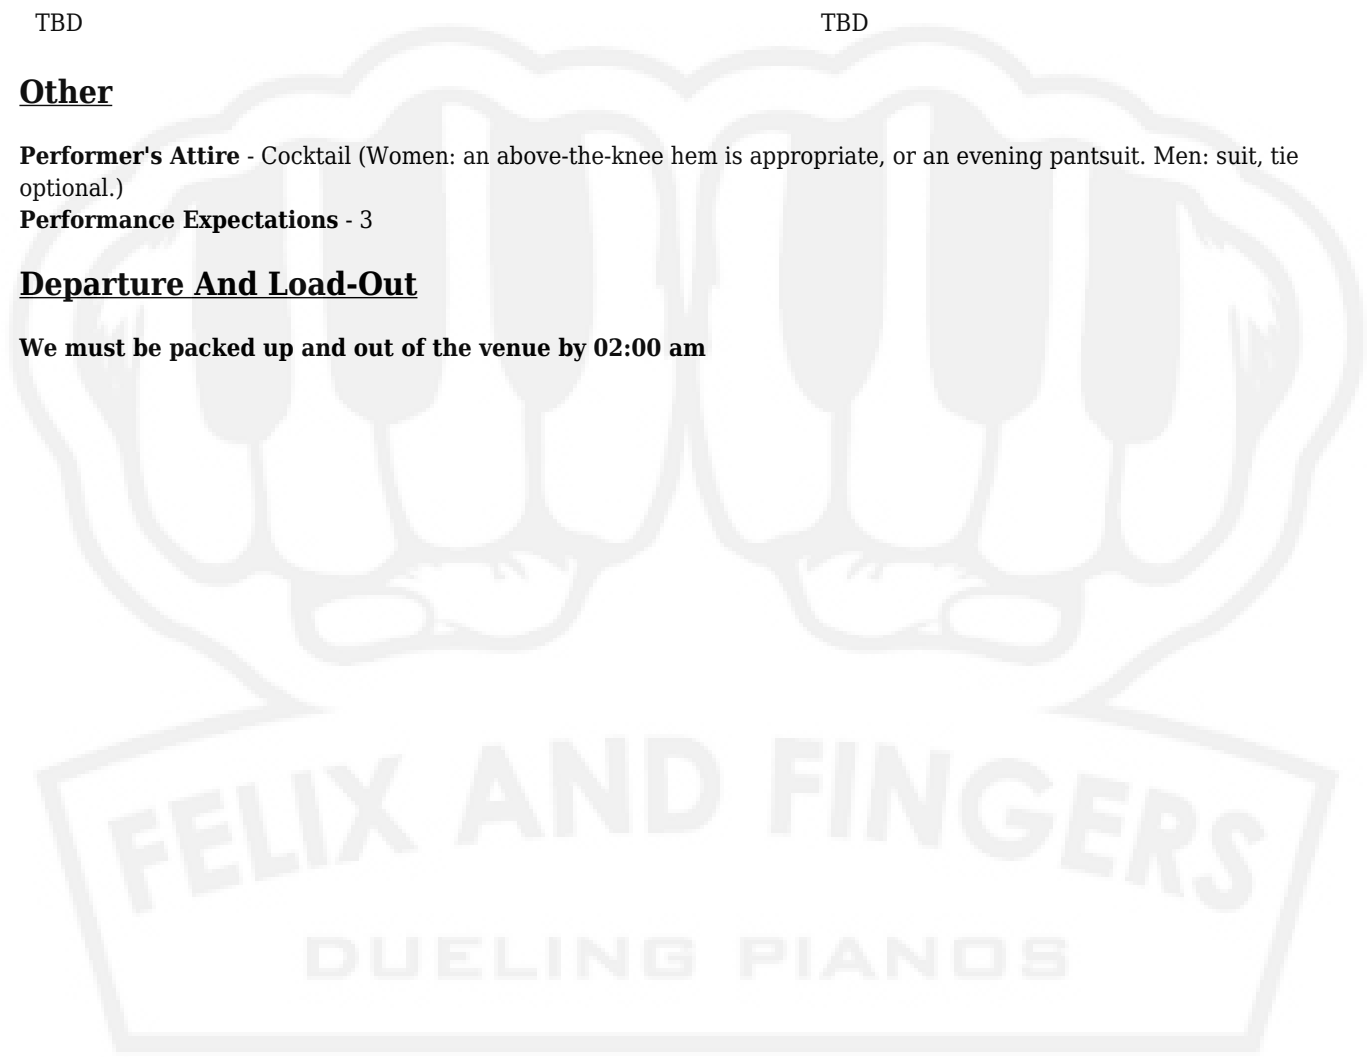 TBD TBD
Other
Performer's Attire - Cocktail (Women: an above-the-knee hem is appropriate, or an evening pantsuit. Men: suit, tie
optional.)
Performance Expectations - 3
Departure And Load-Out
We must be packed up and out of the venue by 02:00 am
FELIX AND FINGERS
DUELING PIANOS